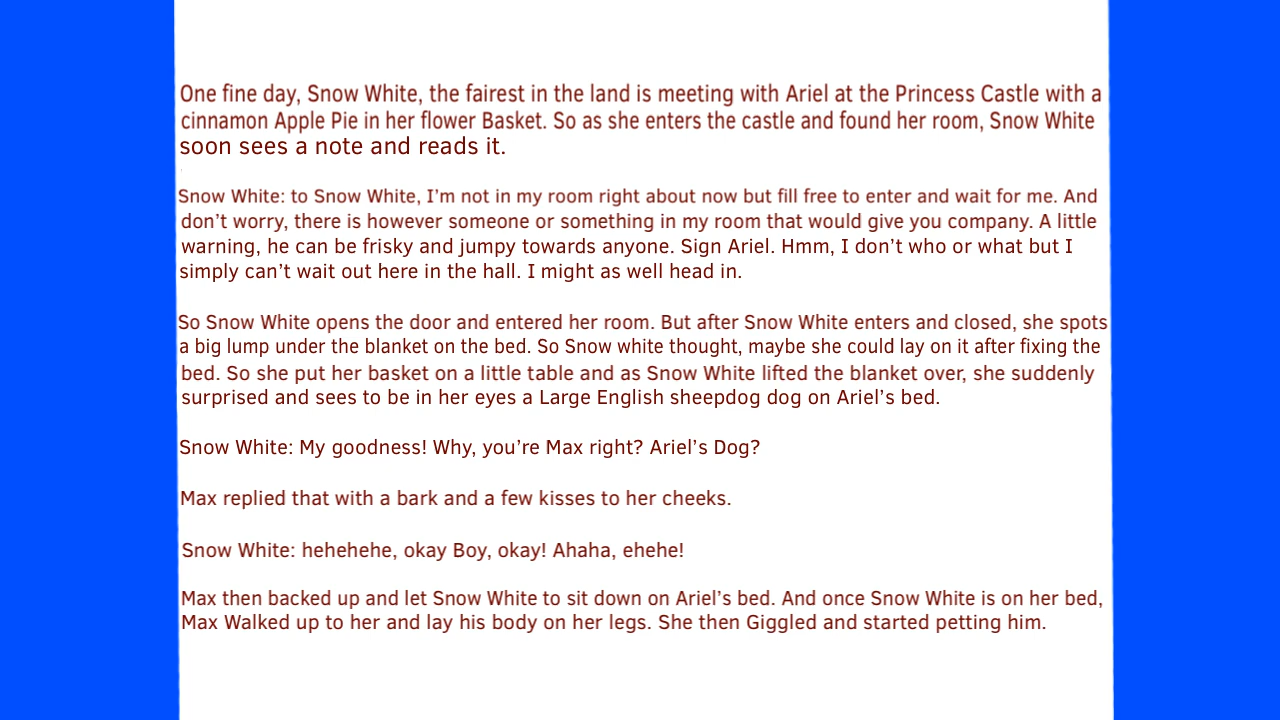 One fine day, Snow White, the fairest in the land is meeting with Ariel at the Princess Castle with a
cinnamon Apple Pie in her flower Basket. So as she enters the castle and found her room, Snow White
soon sees a note and reads it.
Snow White: to Snow White, I'm not in my room right about now but fill free to enter and wait for me. And
don't worry, there is however someone or something in my room that would give you company. A little
warning, he can be frisky and jumpy towards anyone. Sign Ariel. Hmm, I don't who or what but I
simply can't wait out here in the hall. I might as well head in.
So Snow White opens the door and entered her room. But after Snow White enters and closed, she spots
a big lump under the blanket on the bed. So Snow white thought, maybe she could lay on it after fixing the
bed. So she put her basket on a little table and as Snow White lifted the blanket over, she suddenly
surprised and sees to be in her eyes a Large English sheepdog dog on Ariel's bed.
Snow White: My goodness! Why, you're Max right? Ariel's Dog?
Max replied that with a bark and a few kisses to her cheeks.
Snow White: hehehehe, okay Boy, okay! Ahaha, ehehe!
Max then backed up and let Snow White to sit down on Ariel's bed. And once Snow White is on her bed,
Max Walked up to her and lay his body on her legs. She then Giggled and started petting him.